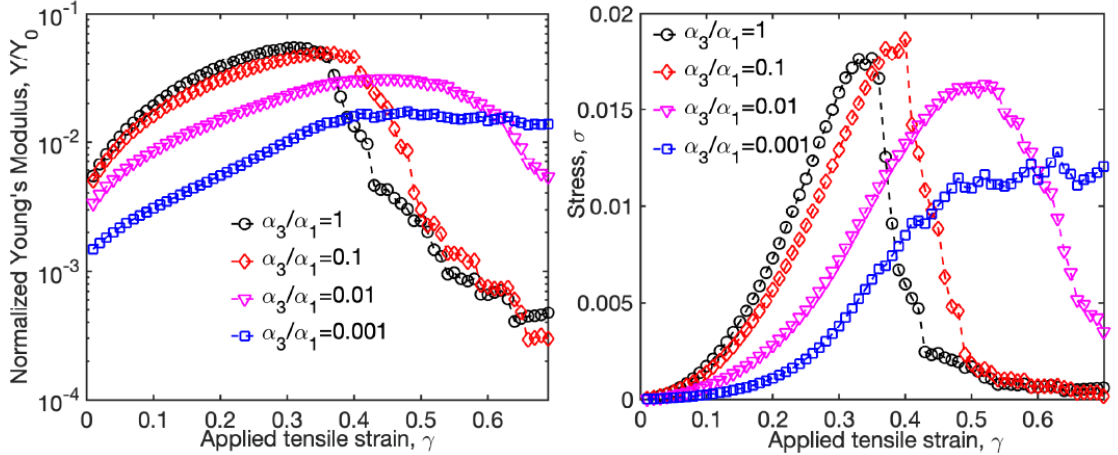 Normalized Young's Modulus, Y/Y₀
10⁻¹
10⁻²
10⁻³
10⁻⁴
α₃/α₁=1
α₃/α₁=0.1
α₃/α₁=0.01
α₃/α₁=0.001
0 0.1 0.2 0.3 0.4 0.5 0.6
Applied tensile strain, γ
Stress, σ
0.02
0.015
0.01
0.005
0
α₃/α₁=1
α₃/α₁=0.1
α₃/α₁=0.01
α₃/α₁=0.001
0 0.1 0.2 0.3 0.4 0.5 0.6
Applied tensile strain, γ